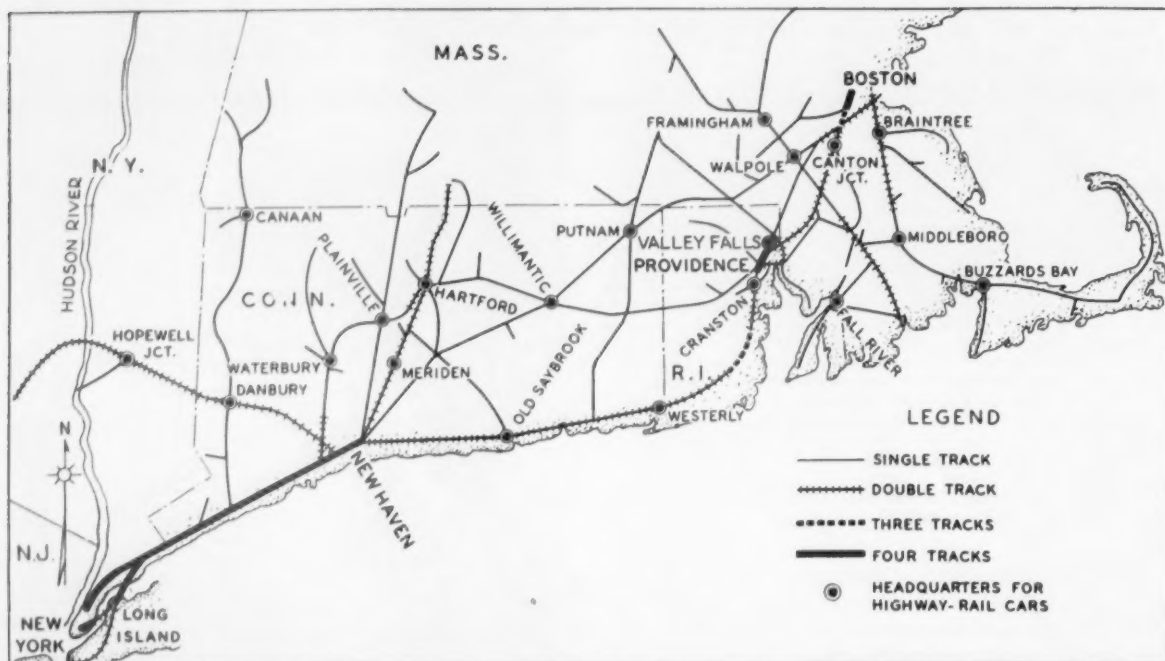 MASS.
BOSTON
FRAMINGHAM
BRAINTREE
WALPOLE
CANTON
JCT.
N. Y.
HUDSON RIVER
CANAAN
WILLIMANTIC
PUTNAM
VALLEY FALLS
PROVIDENCE
MIDDLEBORO
PLAINVILLE
BUZZARDS BAY
CONN.
HARTFORD
CRANSTON
FALL
RIVER
HOPEWELL
JCT.
WATERBURY
DANBURY
MERIDEN
OLD SAYBROOK
R. I.
WESTERLY
N
NEW HAVEN
N.J.
NEW
YORK
LONG
ISLAND
LEGEND
SINGLE TRACK
DOUBLE TRACK
THREE TRACKS
FOUR TRACKS
HEADQUARTERS FOR
HIGHWAY-RAIL CARS